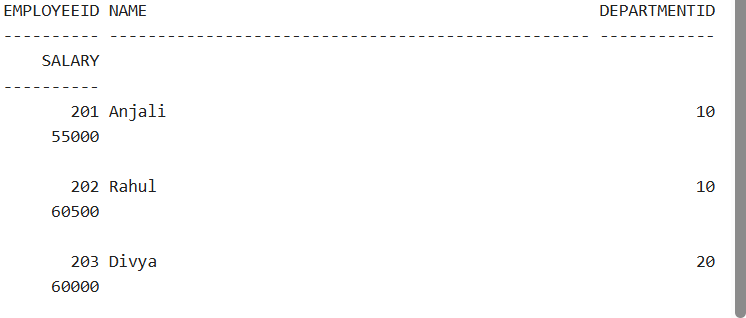 EMPLOYEEID NAME                                               DEPARTMENTID
---------- -------------------------------------------------- ------------
    SALARY
----------
       201 Anjali                                                       10
     55000
       202 Rahul                                                        10
     60500
       203 Divya                                                        20
     60000